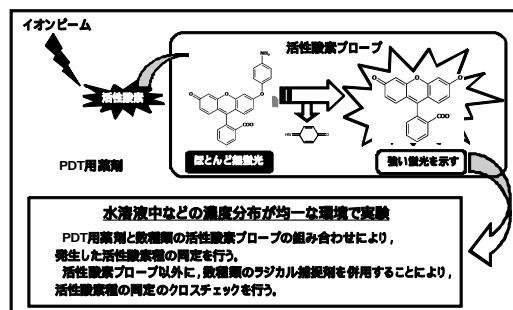 イオンビーム
活性酸素
PDT用薬剤
活性酸素プローブ
NH₂
O
O
O
COO⁻
ほとんど無蛍光
HN
O
O
O
O⁻
COO⁻
強い蛍光を示す
水溶液中などの濃度分布が均一な環境で実験
PDT用薬剤と数種類の活性酸素プローブの組み合わせにより,
発生した活性酸素種の同定を行う。
活性酸素プローブ以外に,数種類のラジカル捕捉剤を併用することにより,
活性酸素種の同定のクロスチェックを行う。